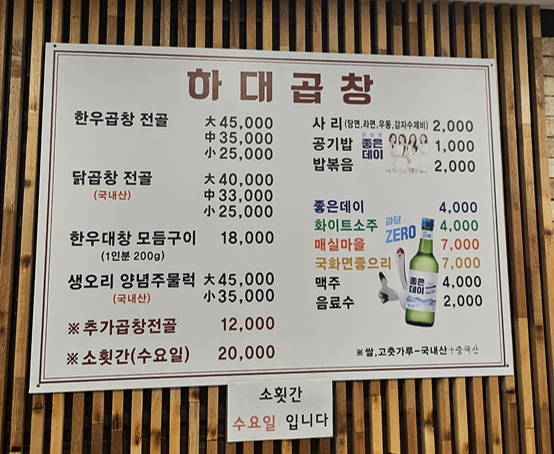 하대곱창
한우곱창 전골 大 45,000
中 35,000
小 25,000
닭곱창 전골 大 40,000
(국내산) 中 33,000
小 25,000
한우대창 모듬구이 18,000
(1인분 200g)
생오리 양념주물럭 大 45,000
(국내산) 小 35,000
※추가곱창전골 12,000
※소횟간(수요일) 20,000
사리(당면,라면,우동,감자수제비) 2,000
공기밥 1,000
밥볶음 2,000
좋은데이
좋은데이 4,000
화이트소주 4,000
매실마을 7,000
국화면좋으리 7,000
맥주 4,000
음료수 2,000
과당
ZERO
좋은데이
※쌀,고춧가루-국내산+중국산
소횟간
수요일 입니다